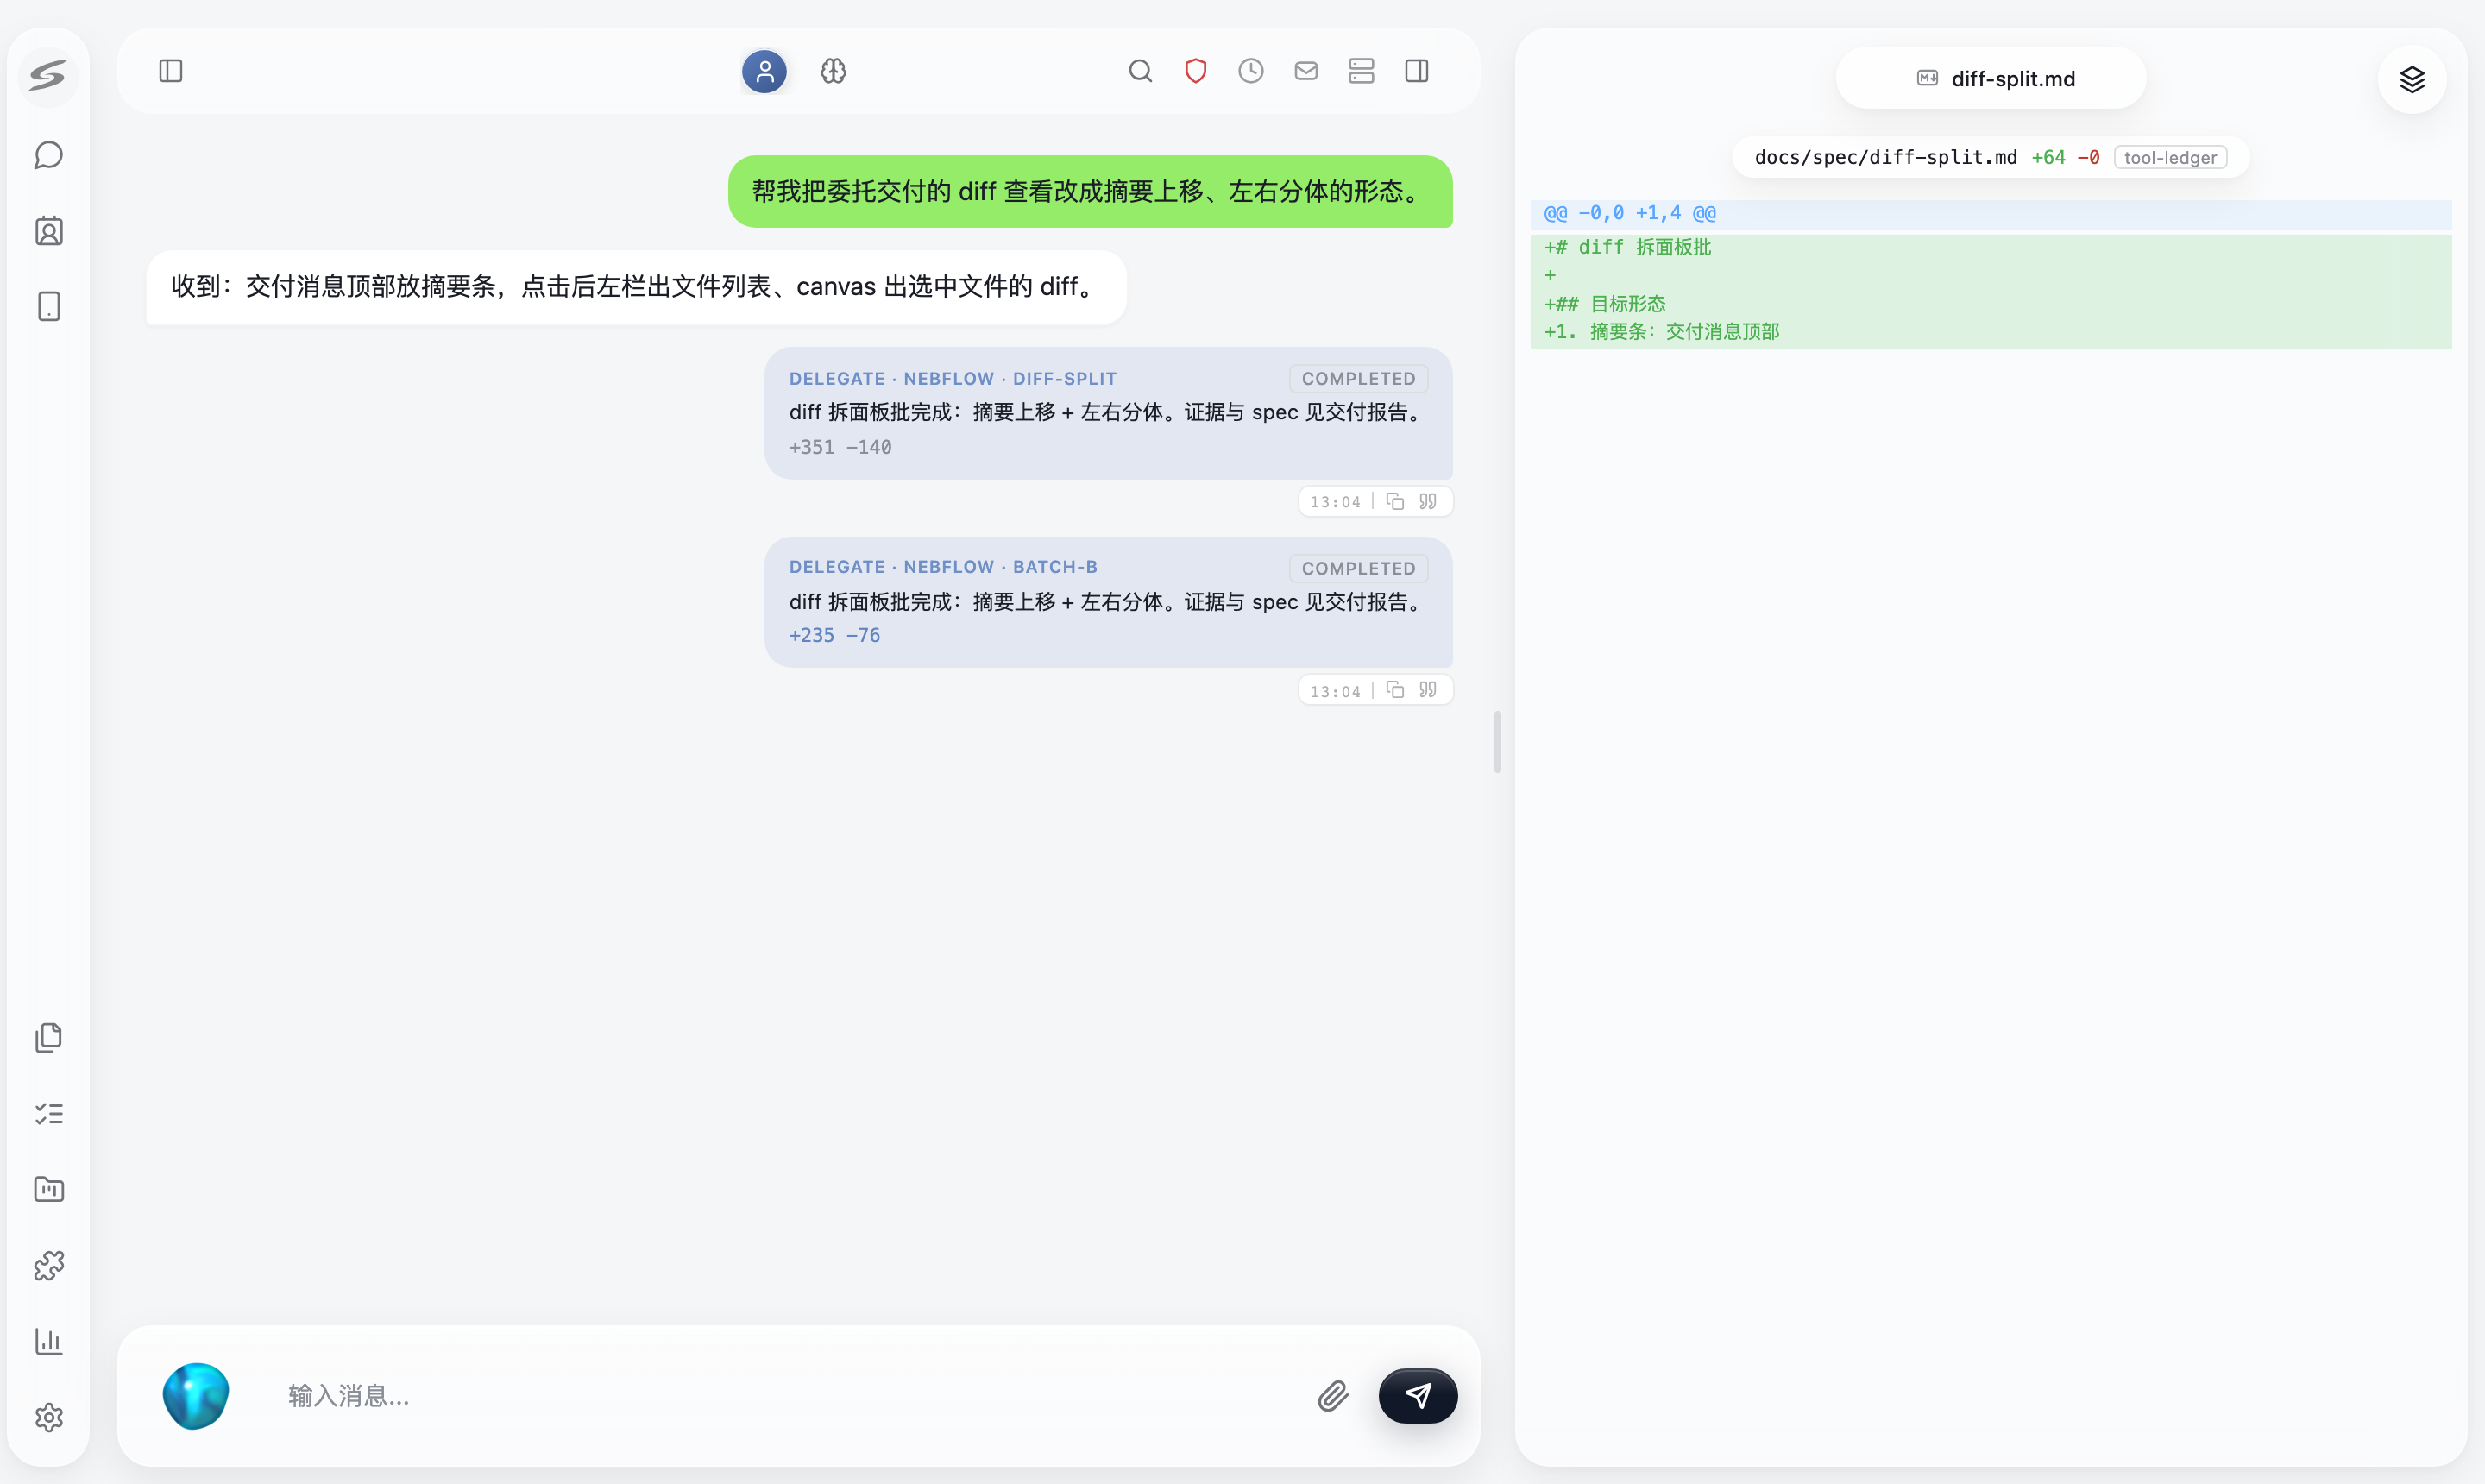 帮我把委托交付的 diff 查看改成摘要上移、左右分体的形态。
收到：交付消息顶部放摘要条，点击后左栏出文件列表、canvas 出选中文件的 diff。
DELEGATE · NEBFLOW · DIFF-SPLIT COMPLETED
diff 拆面板批完成：摘要上移 + 左右分体。证据与 spec 见交付报告。
+351 −140
13:04
DELEGATE · NEBFLOW · BATCH-B COMPLETED
diff 拆面板批完成：摘要上移 + 左右分体。证据与 spec 见交付报告。
+235 −76
13:04
输入消息...
diff-split.md
docs/spec/diff-split.md +64 −0 tool-ledger
@@ −0,0 +1,4 @@
+# diff 拆面板批
+
+## 目标形态
+1. 摘要条：交付消息顶部